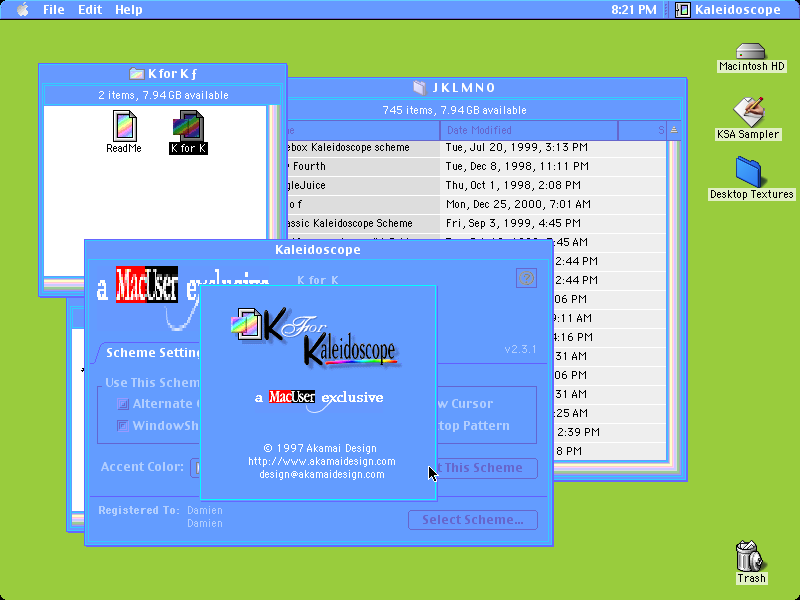 File Edit Help
8:21 PM Kaleidoscope
K for K ƒ
2 items, 7.94 GB available
ReadMe
K for K
J K L M N O
745 items, 7.94 GB available
Date Modified
S
ebox Kaleidoscope scheme Tue, Jul 20, 1999, 3:13 PM
Fourth Tue, Dec 8, 1998, 11:11 PM
gleJuice Thu, Oct 1, 1998, 2:08 PM
of Mon, Dec 25, 2000, 7:01 AM
assic Kaleidoscope Scheme Fri, Sep 3, 1999, 4:45 PM
:45 AM
2:44 PM
2:44 PM
06 PM
9:11 AM
4:16 PM
31 AM
06 PM
31 AM
:25 AM
2:39 PM
8 PM
Macintosh HD
KSA Sampler
Desktop Textures
Trash
Kaleidoscope
a MacUser exclusive
K for K
v2.3.1
Scheme Setting
Use This Schem
Alternate
WindowSh
w Cursor
top Pattern
Accent Color:
t This Scheme
Registered To: Damien
Damien
Select Scheme...
K For
Kaleidoscope
a MacUser exclusive
© 1997 Akamai Design
http://www.akamaidesign.com
design@akamaidesign.com